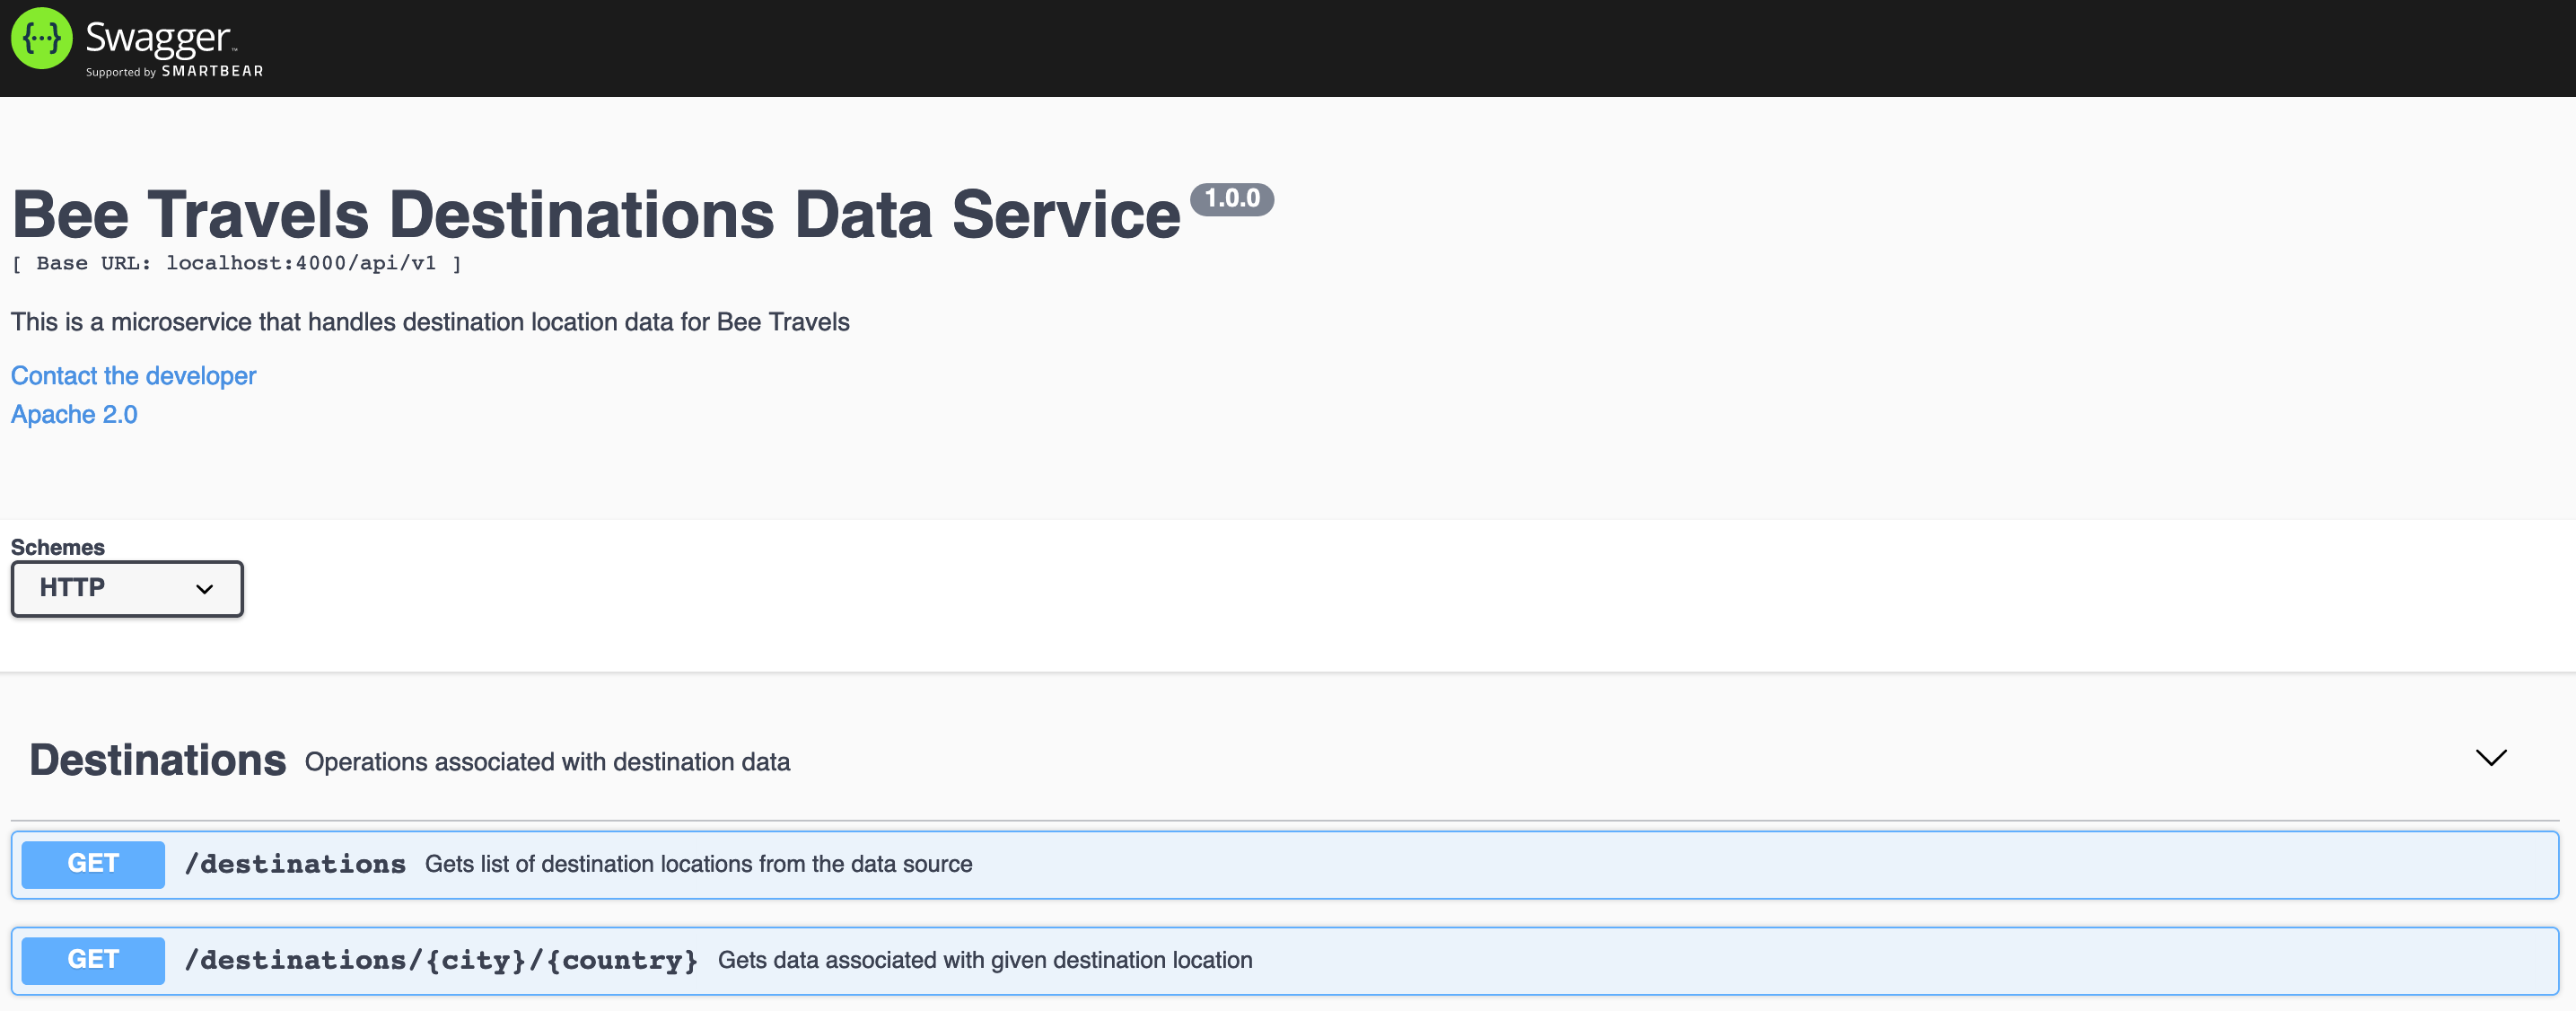 {...} Swagger™
Supported by SMARTBEAR
Bee Travels Destinations Data Service 1.0.0
[ Base URL: localhost:4000/api/v1 ]
This is a microservice that handles destination location data for Bee Travels
Contact the developer
Apache 2.0
Schemes
HTTP
Destinations Operations associated with destination data
GET /destinations Gets list of destination locations from the data source
GET /destinations/{city}/{country} Gets data associated with given destination location